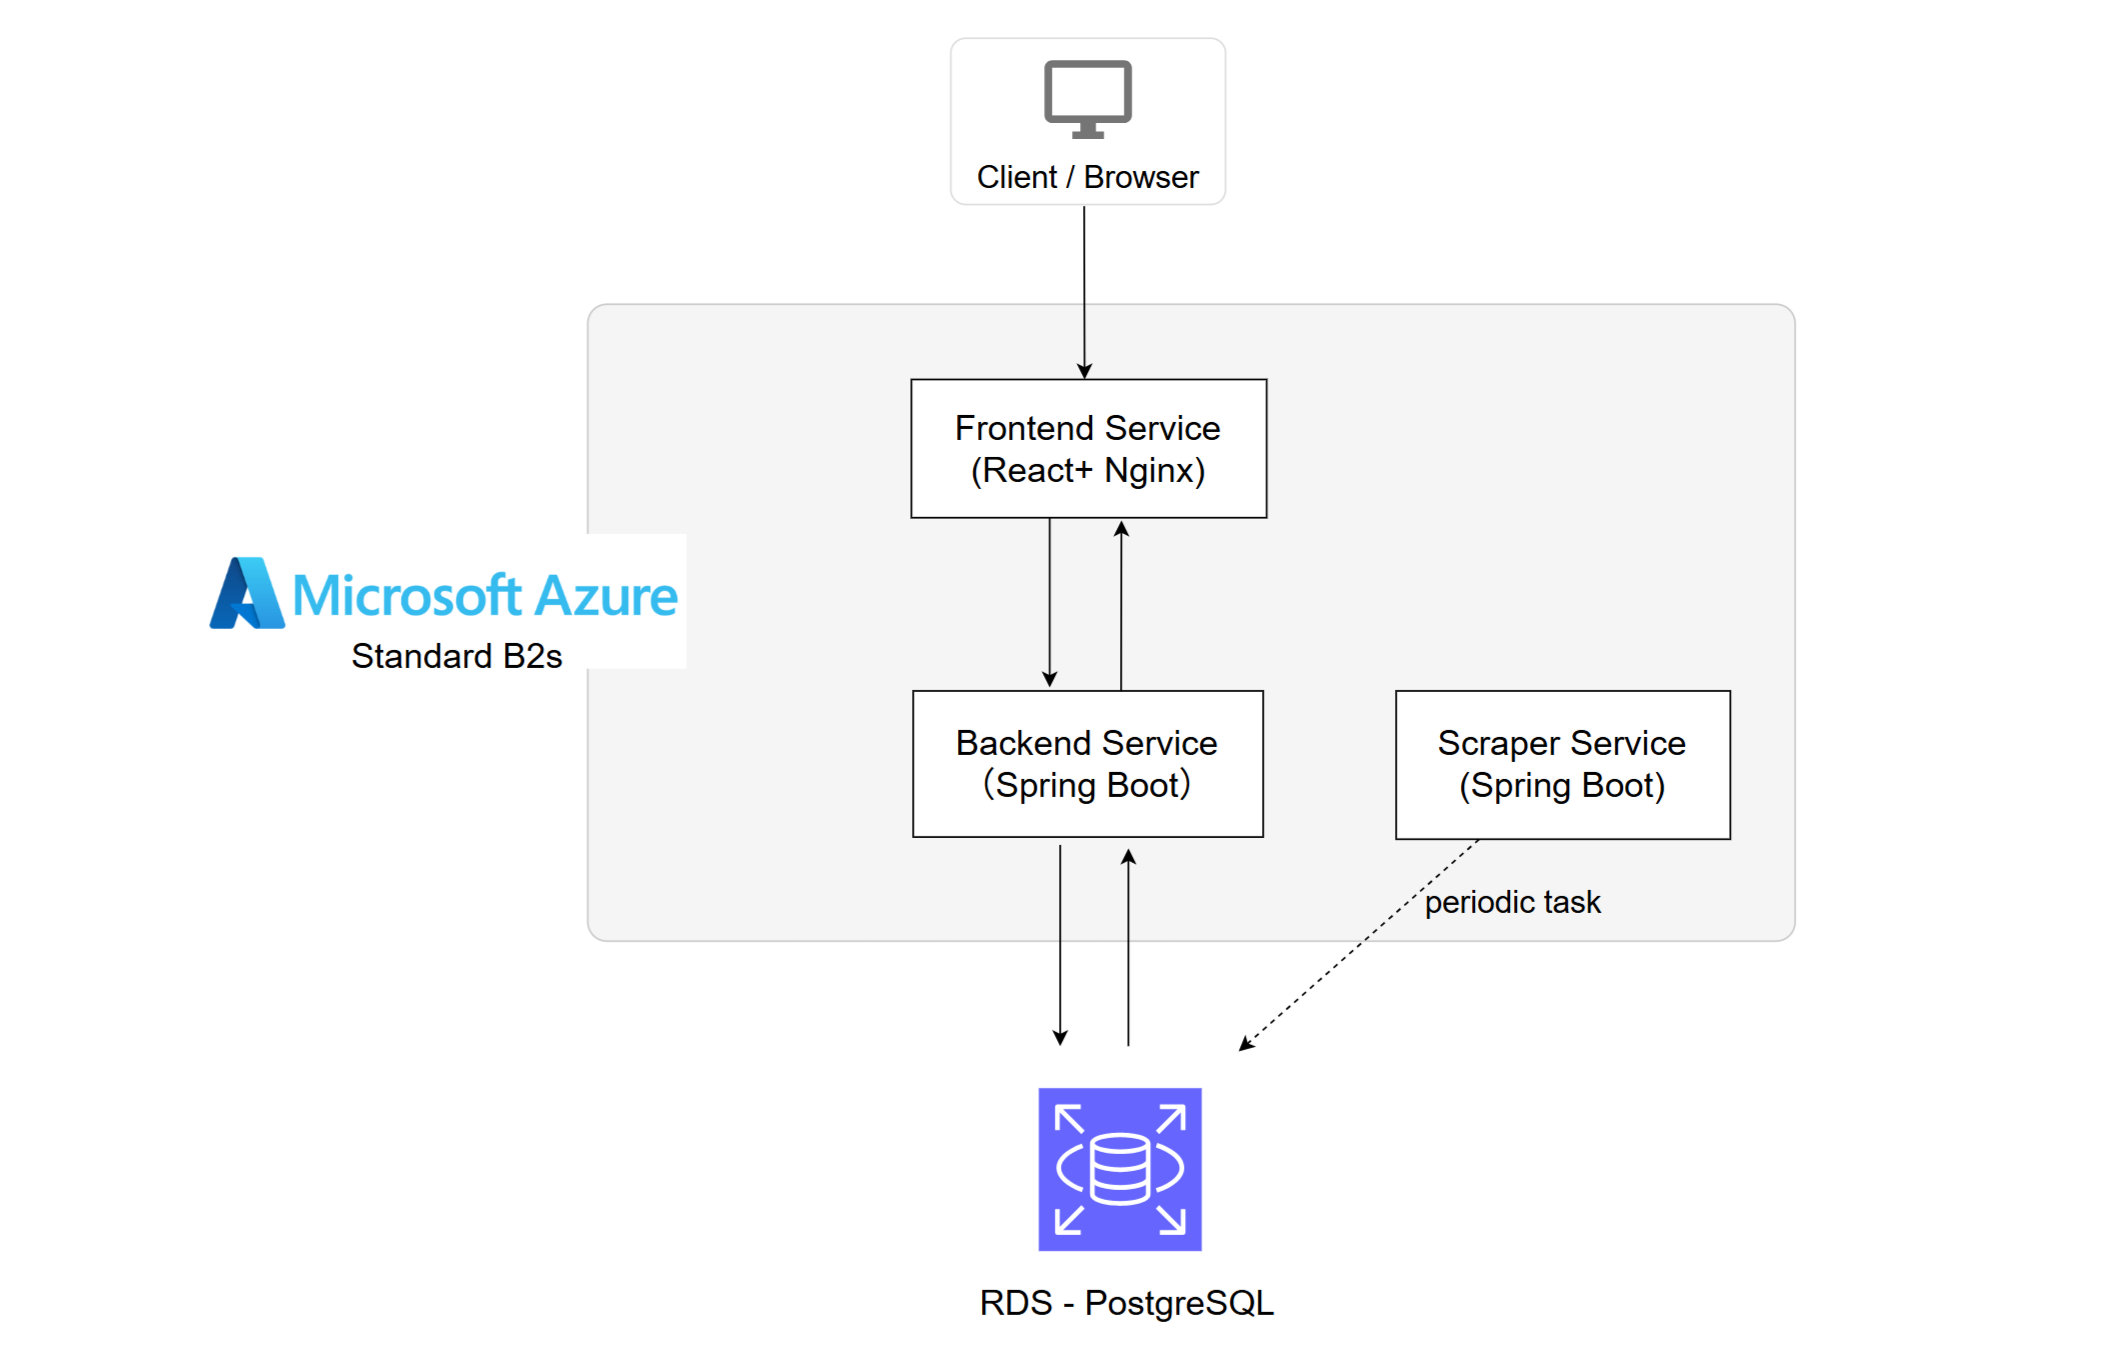 Client / Browser
Frontend Service
(React+ Nginx)
Microsoft Azure
Standard B2s
Backend Service
（Spring Boot）
Scraper Service
(Spring Boot)
periodic task
RDS - PostgreSQL